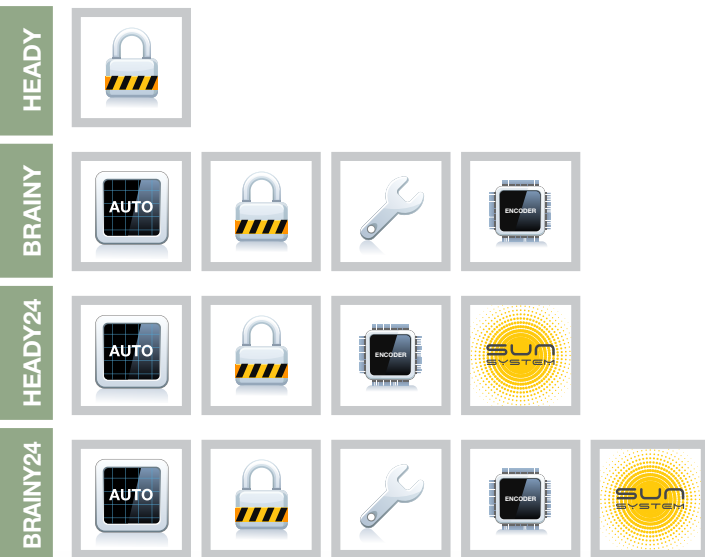 HEADY
BRAINY
AUTO
ENCODER
HEADY24
AUTO
ENCODER
SUN
SYSTEM
BRAINY24
AUTO
ENCODER
SUN
SYSTEM